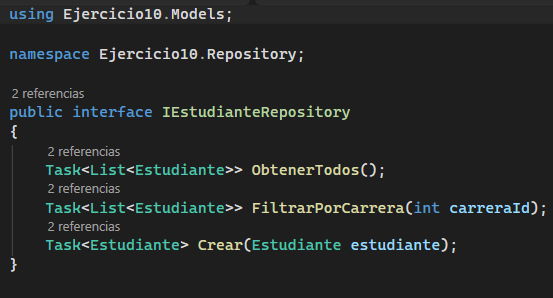 using Ejercicio10.Models;
namespace Ejercicio10.Repository;
2 referencias
public interface IEstudianteRepository
{
2 referencias
Task<List<Estudiante>> ObtenerTodos();
2 referencias
Task<List<Estudiante>> FiltrarPorCarrera(int carreraId);
2 referencias
Task<Estudiante> Crear(Estudiante estudiante);
}